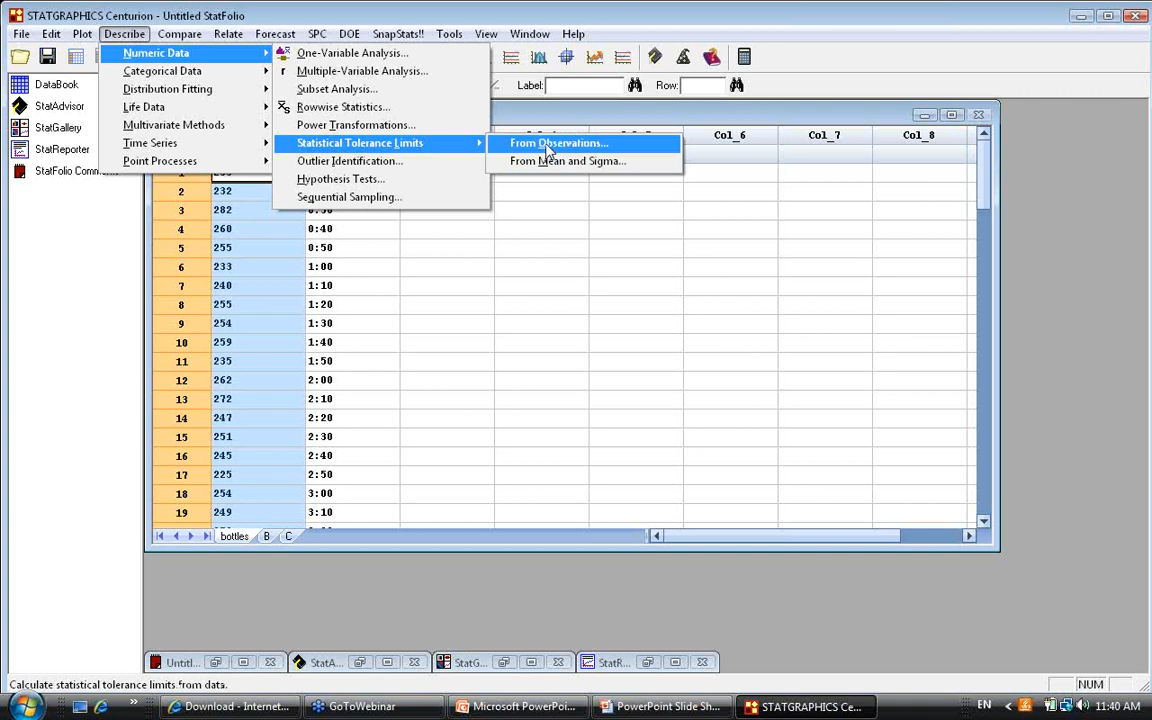 STATGRAPHICS Centurion - Untitled StatFolio
File Edit Plot Describe Compare Relate Forecast SPC DOE SnapStats!! Tools View Window Help
Label: Row:
DataBook
StatAdvisor
StatGallery
StatReporter
StatFolio
Numeric Data
Categorical Data
Distribution Fitting
Life Data
Multivariate Methods
Time Series
Point Processes
One-Variable Analysis...
Multiple-Variable Analysis...
Subset Analysis...
Rowwise Statistics...
Power Transformations...
Statistical Tolerance Limits
Outlier Identification...
Hypothesis Tests...
Sequential Sampling...
From Observations...
From Mean and Sigma...
Col_6 Col_7 Col_8
2 232
3 282
4 260 0:40
5 255 0:50
6 233 1:00
7 240 1:10
8 255 1:20
9 254 1:30
10 259 1:40
11 235 1:50
12 262 2:00
13 272 2:10
14 247 2:20
15 251 2:30
16 245 2:40
17 225 2:50
18 254 3:00
19 249 3:10
bottles B C
Untitl... StatA... StatG... StatR...
Calculate statistical tolerance limits from data.
NUM
Download - Internet... GoToWebinar Microsoft PowerPoi... PowerPoint Slide Sh... STATGRAPHICS Ce... EN 11:40 AM